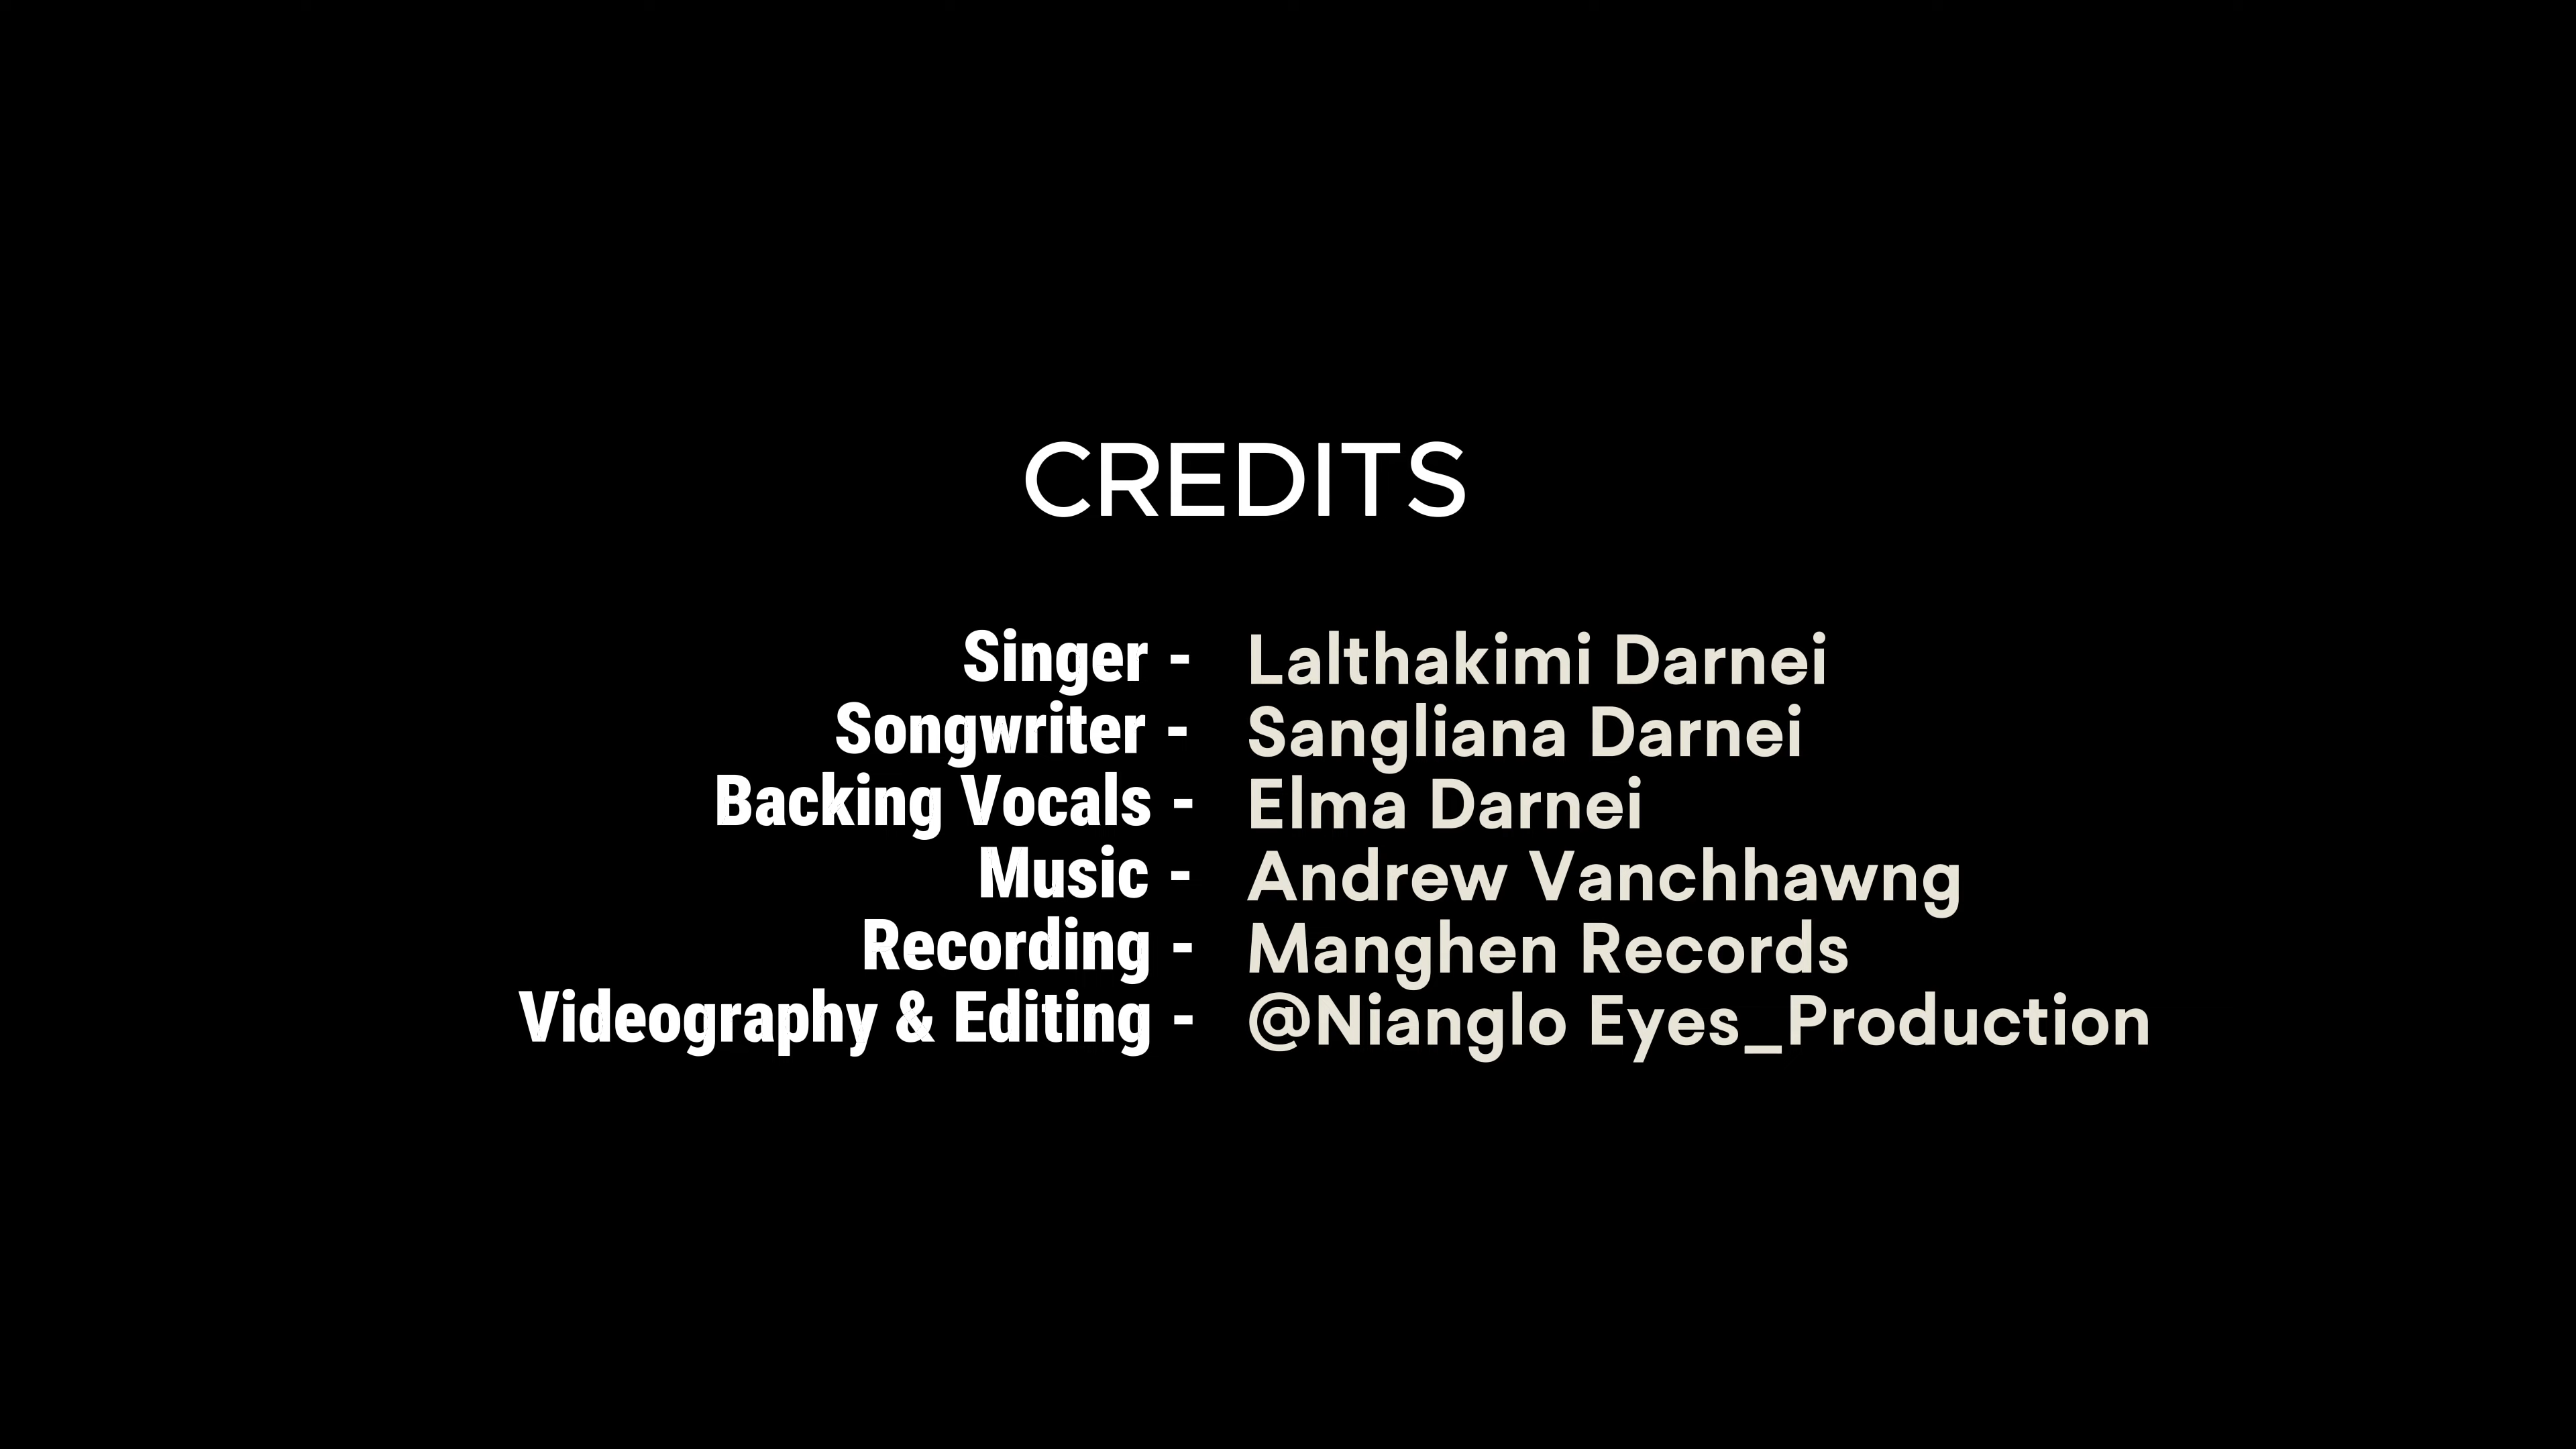 CREDITS
Singer - Lalthakimi Darnei
Songwriter - Sangliana Darnei
Backing Vocals - Elma Darnei
Music - Andrew Vanchhawng
Recording - Manghen Records
Videography & Editing - @Nianglo Eyes_Production